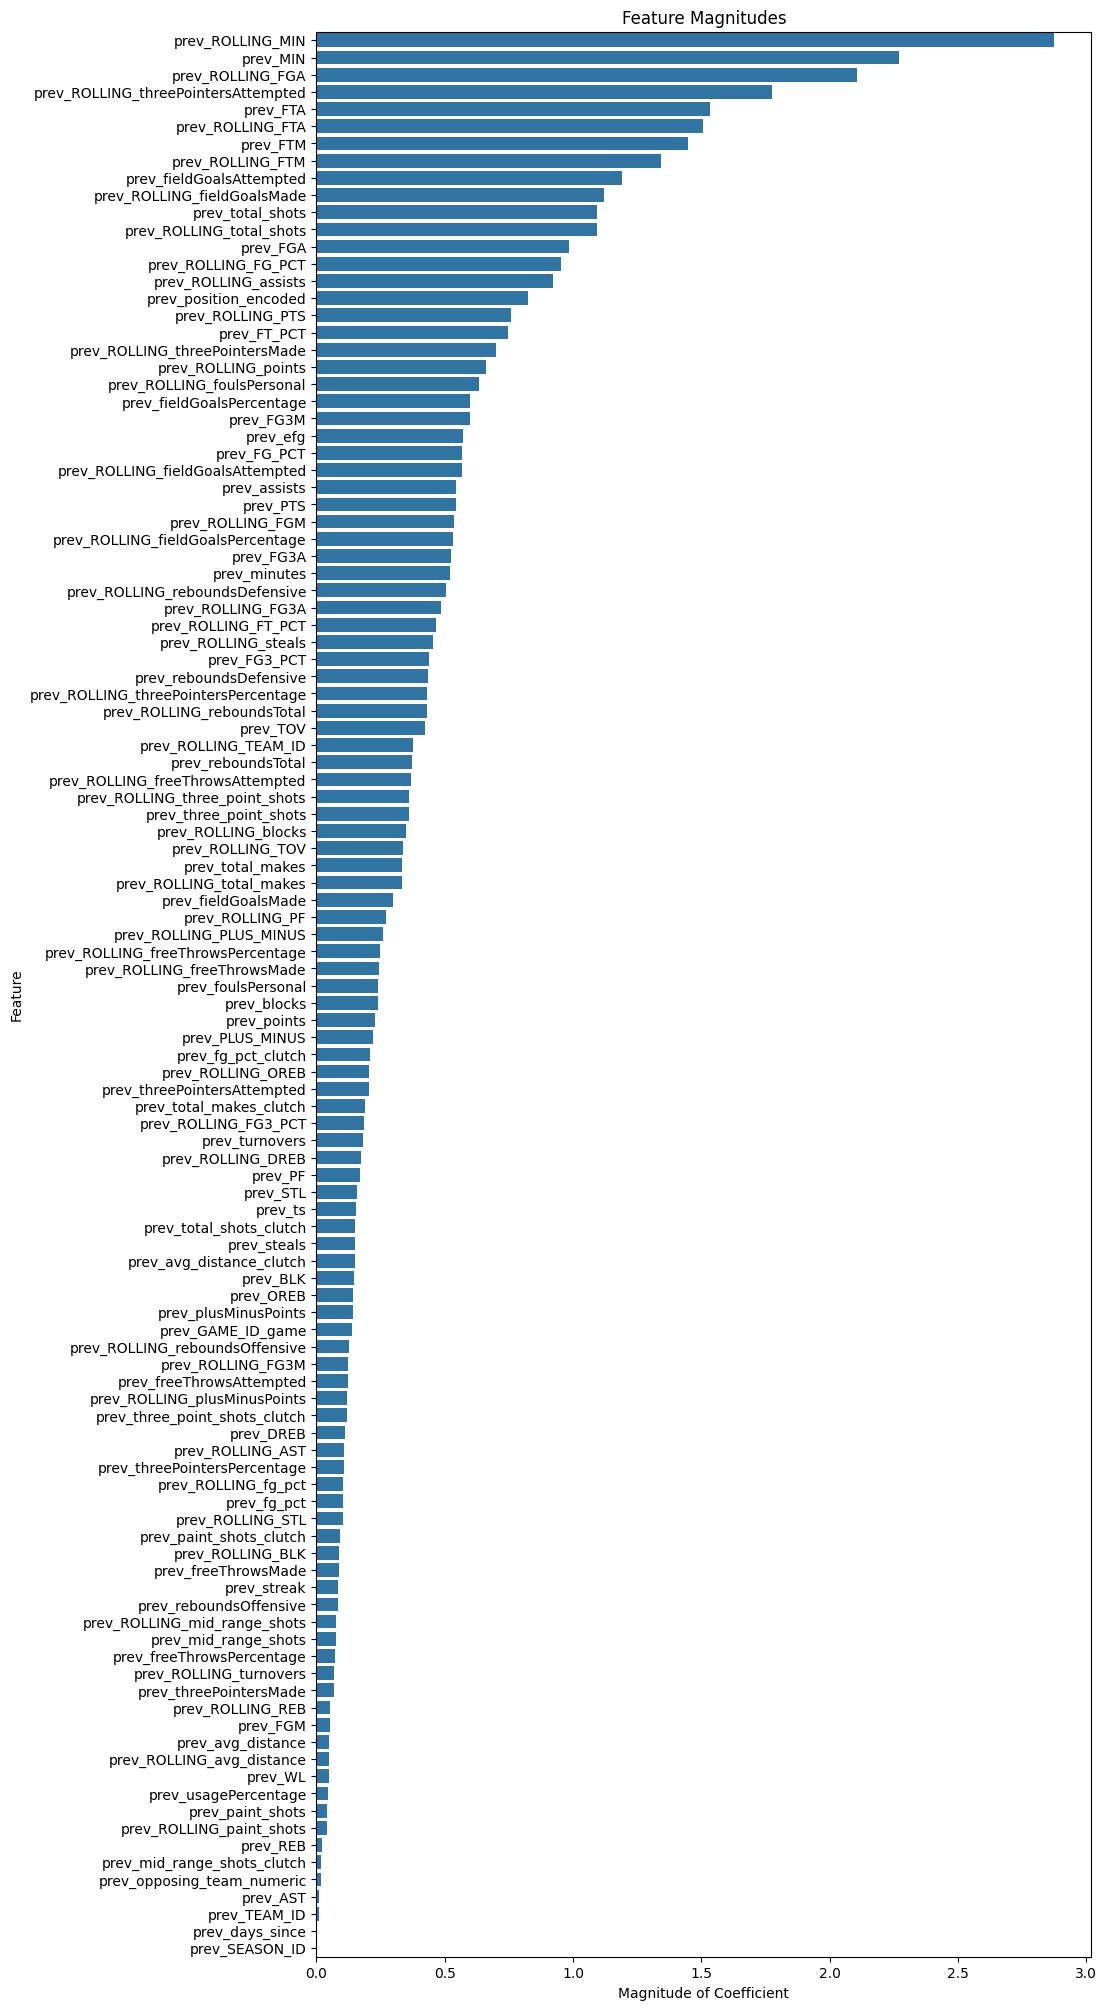 Feature Magnitudes
prev_ROLLING_MIN
prev_MIN
prev_ROLLING_FGA
prev_ROLLING_threePointersAttempted
prev_FTA
prev_ROLLING_FTA
prev_FTM
prev_ROLLING_FTM
prev_fieldGoalsAttempted
prev_ROLLING_fieldGoalsMade
prev_total_shots
prev_ROLLING_total_shots
prev_FGA
prev_ROLLING_FG_PCT
prev_ROLLING_assists
prev_position_encoded
prev_ROLLING_PTS
prev_FT_PCT
prev_ROLLING_threePointersMade
prev_ROLLING_points
prev_ROLLING_foulsPersonal
prev_fieldGoalsPercentage
prev_FG3M
prev_efg
prev_FG_PCT
prev_ROLLING_fieldGoalsAttempted
prev_assists
prev_PTS
prev_ROLLING_FGM
prev_ROLLING_fieldGoalsPercentage
prev_FG3A
prev_minutes
prev_ROLLING_reboundsDefensive
prev_ROLLING_FG3A
prev_ROLLING_FT_PCT
prev_ROLLING_steals
prev_FG3_PCT
prev_reboundsDefensive
prev_ROLLING_threePointersPercentage
prev_ROLLING_reboundsTotal
prev_TOV
prev_ROLLING_TEAM_ID
prev_reboundsTotal
prev_ROLLING_freeThrowsAttempted
prev_ROLLING_three_point_shots
prev_three_point_shots
prev_ROLLING_blocks
prev_ROLLING_TOV
prev_total_makes
prev_ROLLING_total_makes
prev_fieldGoalsMade
prev_ROLLING_PF
prev_ROLLING_PLUS_MINUS
prev_ROLLING_freeThrowsPercentage
prev_ROLLING_freeThrowsMade
prev_foulsPersonal
prev_blocks
prev_points
prev_PLUS_MINUS
prev_fg_pct_clutch
prev_ROLLING_OREB
prev_threePointersAttempted
prev_total_makes_clutch
prev_ROLLING_FG3_PCT
prev_turnovers
prev_ROLLING_DREB
prev_PF
prev_STL
prev_ts
prev_total_shots_clutch
prev_steals
prev_avg_distance_clutch
prev_BLK
prev_OREB
prev_plusMinusPoints
prev_GAME_ID_game
prev_ROLLING_reboundsOffensive
prev_ROLLING_FG3M
prev_freeThrowsAttempted
prev_ROLLING_plusMinusPoints
prev_three_point_shots_clutch
prev_DREB
prev_ROLLING_AST
prev_threePointersPercentage
prev_ROLLING_fg_pct
prev_fg_pct
prev_ROLLING_STL
prev_paint_shots_clutch
prev_ROLLING_BLK
prev_freeThrowsMade
prev_streak
prev_reboundsOffensive
prev_ROLLING_mid_range_shots
prev_mid_range_shots
prev_freeThrowsPercentage
prev_ROLLING_turnovers
prev_threePointersMade
prev_ROLLING_REB
prev_FGM
prev_avg_distance
prev_ROLLING_avg_distance
prev_WL
prev_usagePercentage
prev_paint_shots
prev_ROLLING_paint_shots
prev_REB
prev_mid_range_shots_clutch
prev_opposing_team_numeric
prev_AST
prev_TEAM_ID
prev_days_since
prev_SEASON_ID
Feature
0.0 0.5 1.0 1.5 2.0 2.5 3.0
Magnitude of Coefficient